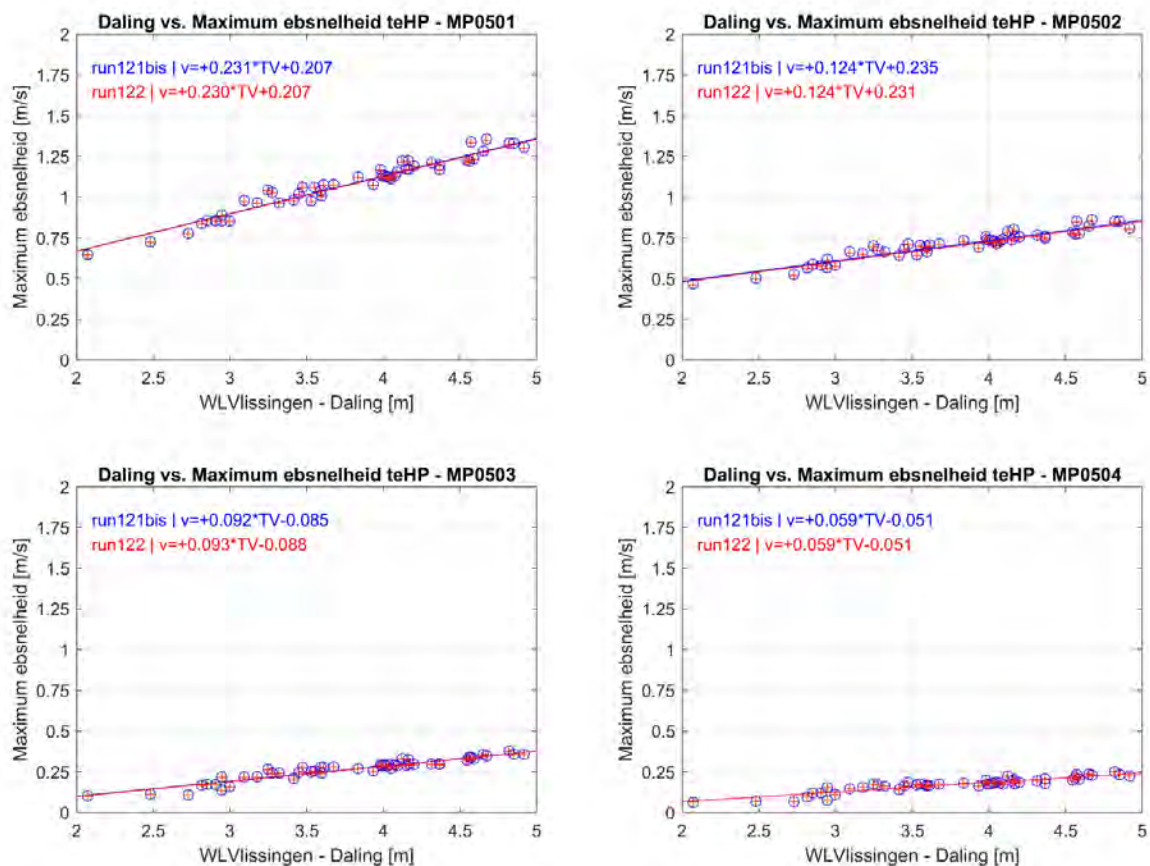 Daling vs. Maximum ebsnelheid teHP - MP0501
2
1.75
1.5
1.25
1
0.75
0.5
0.25
0
Maximum ebsnelheid [m/s]
run121bis | v=+0.231*TV+0.207
run122 | v=+0.230*TV+0.207
2 2.5 3 3.5 4 4.5 5
WLVlissingen - Daling [m]
Daling vs. Maximum ebsnelheid teHP - MP0502
2
1.75
1.5
1.25
1
0.75
0.5
0.25
0
Maximum ebsnelheid [m/s]
run121bis | v=+0.124*TV+0.235
run122 | v=+0.124*TV+0.231
2 2.5 3 3.5 4 4.5 5
WLVlissingen - Daling [m]
Daling vs. Maximum ebsnelheid teHP - MP0503
2
1.75
1.5
1.25
1
0.75
0.5
0.25
0
Maximum ebsnelheid [m/s]
run121bis | v=+0.092*TV-0.085
run122 | v=+0.093*TV-0.088
2 2.5 3 3.5 4 4.5 5
WLVlissingen - Daling [m]
Daling vs. Maximum ebsnelheid teHP - MP0504
2
1.75
1.5
1.25
1
0.75
0.5
0.25
0
Maximum ebsnelheid [m/s]
run121bis | v=+0.059*TV-0.051
run122 | v=+0.059*TV-0.051
2 2.5 3 3.5 4 4.5 5
WLVlissingen - Daling [m]